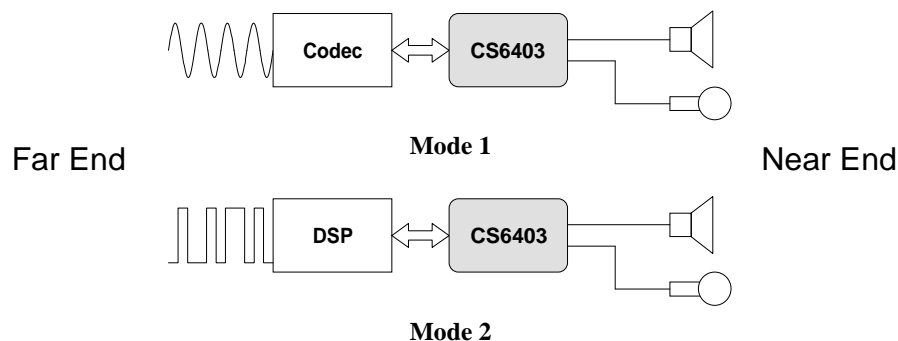 Codec
CS6403
Mode 1
Far End
Near End
DSP
CS6403
Mode 2